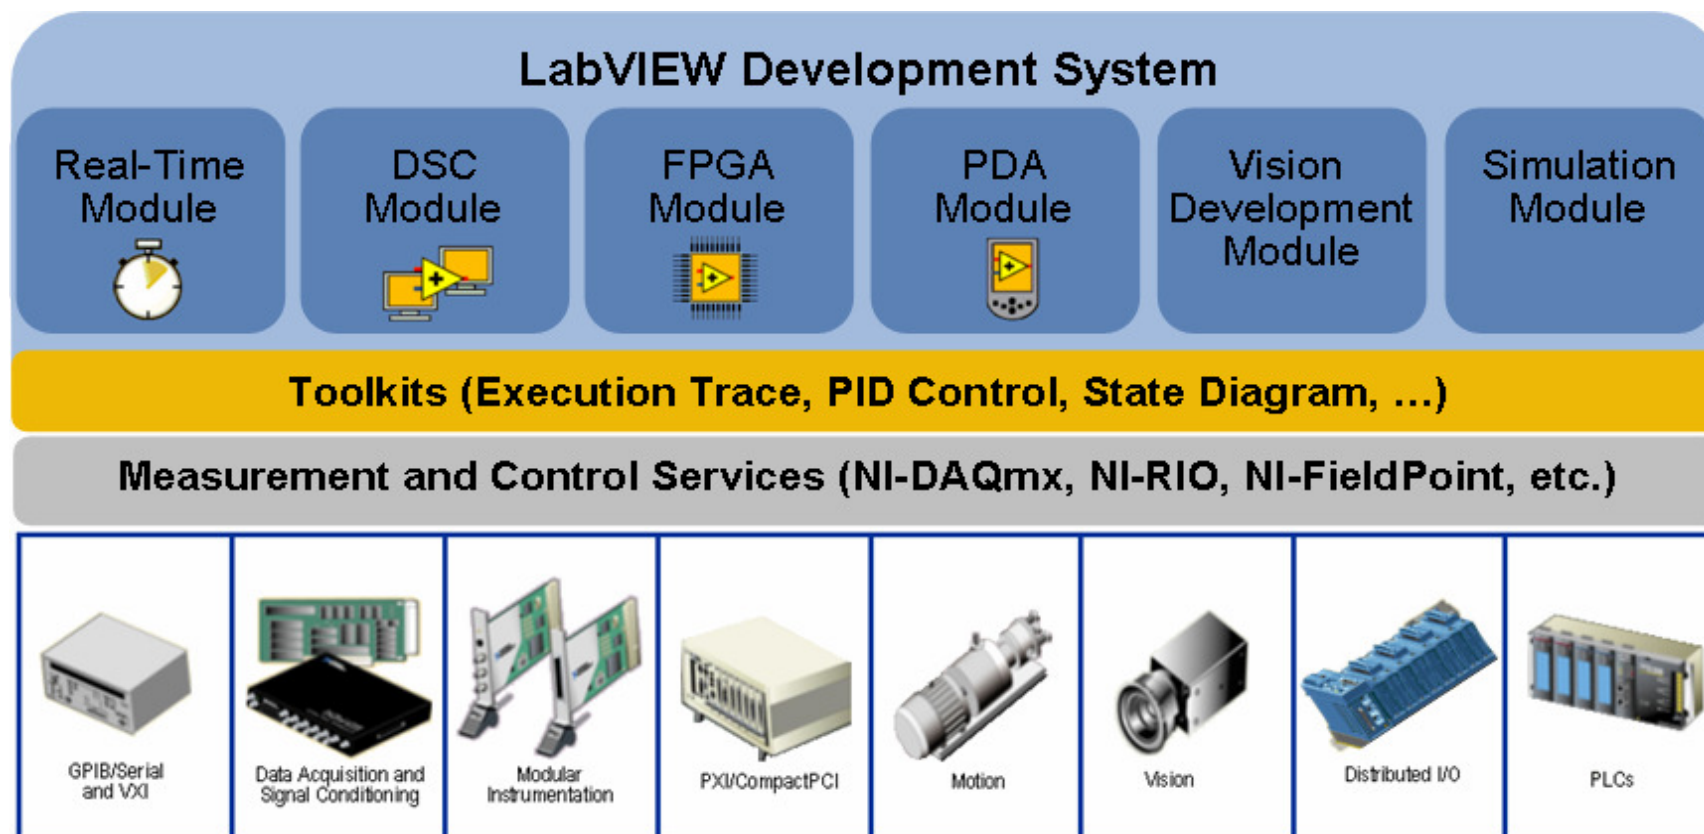 LabVIEW Development System
Real-Time
Module
DSC
Module
FPGA
Module
PDA
Module
Vision
Development
Module
Simulation
Module
Toolkits (Execution Trace, PID Control, State Diagram, ...)
Measurement and Control Services (NI-DAQmx, NI-RIO, NI-FieldPoint, etc.)
GPIB/Serial
and VXI
Data Acquisition and
Signal Conditioning
Modular
Instrumentation
PXI/CompactPCI
Motion
Vision
Distributed I/O
PLCs